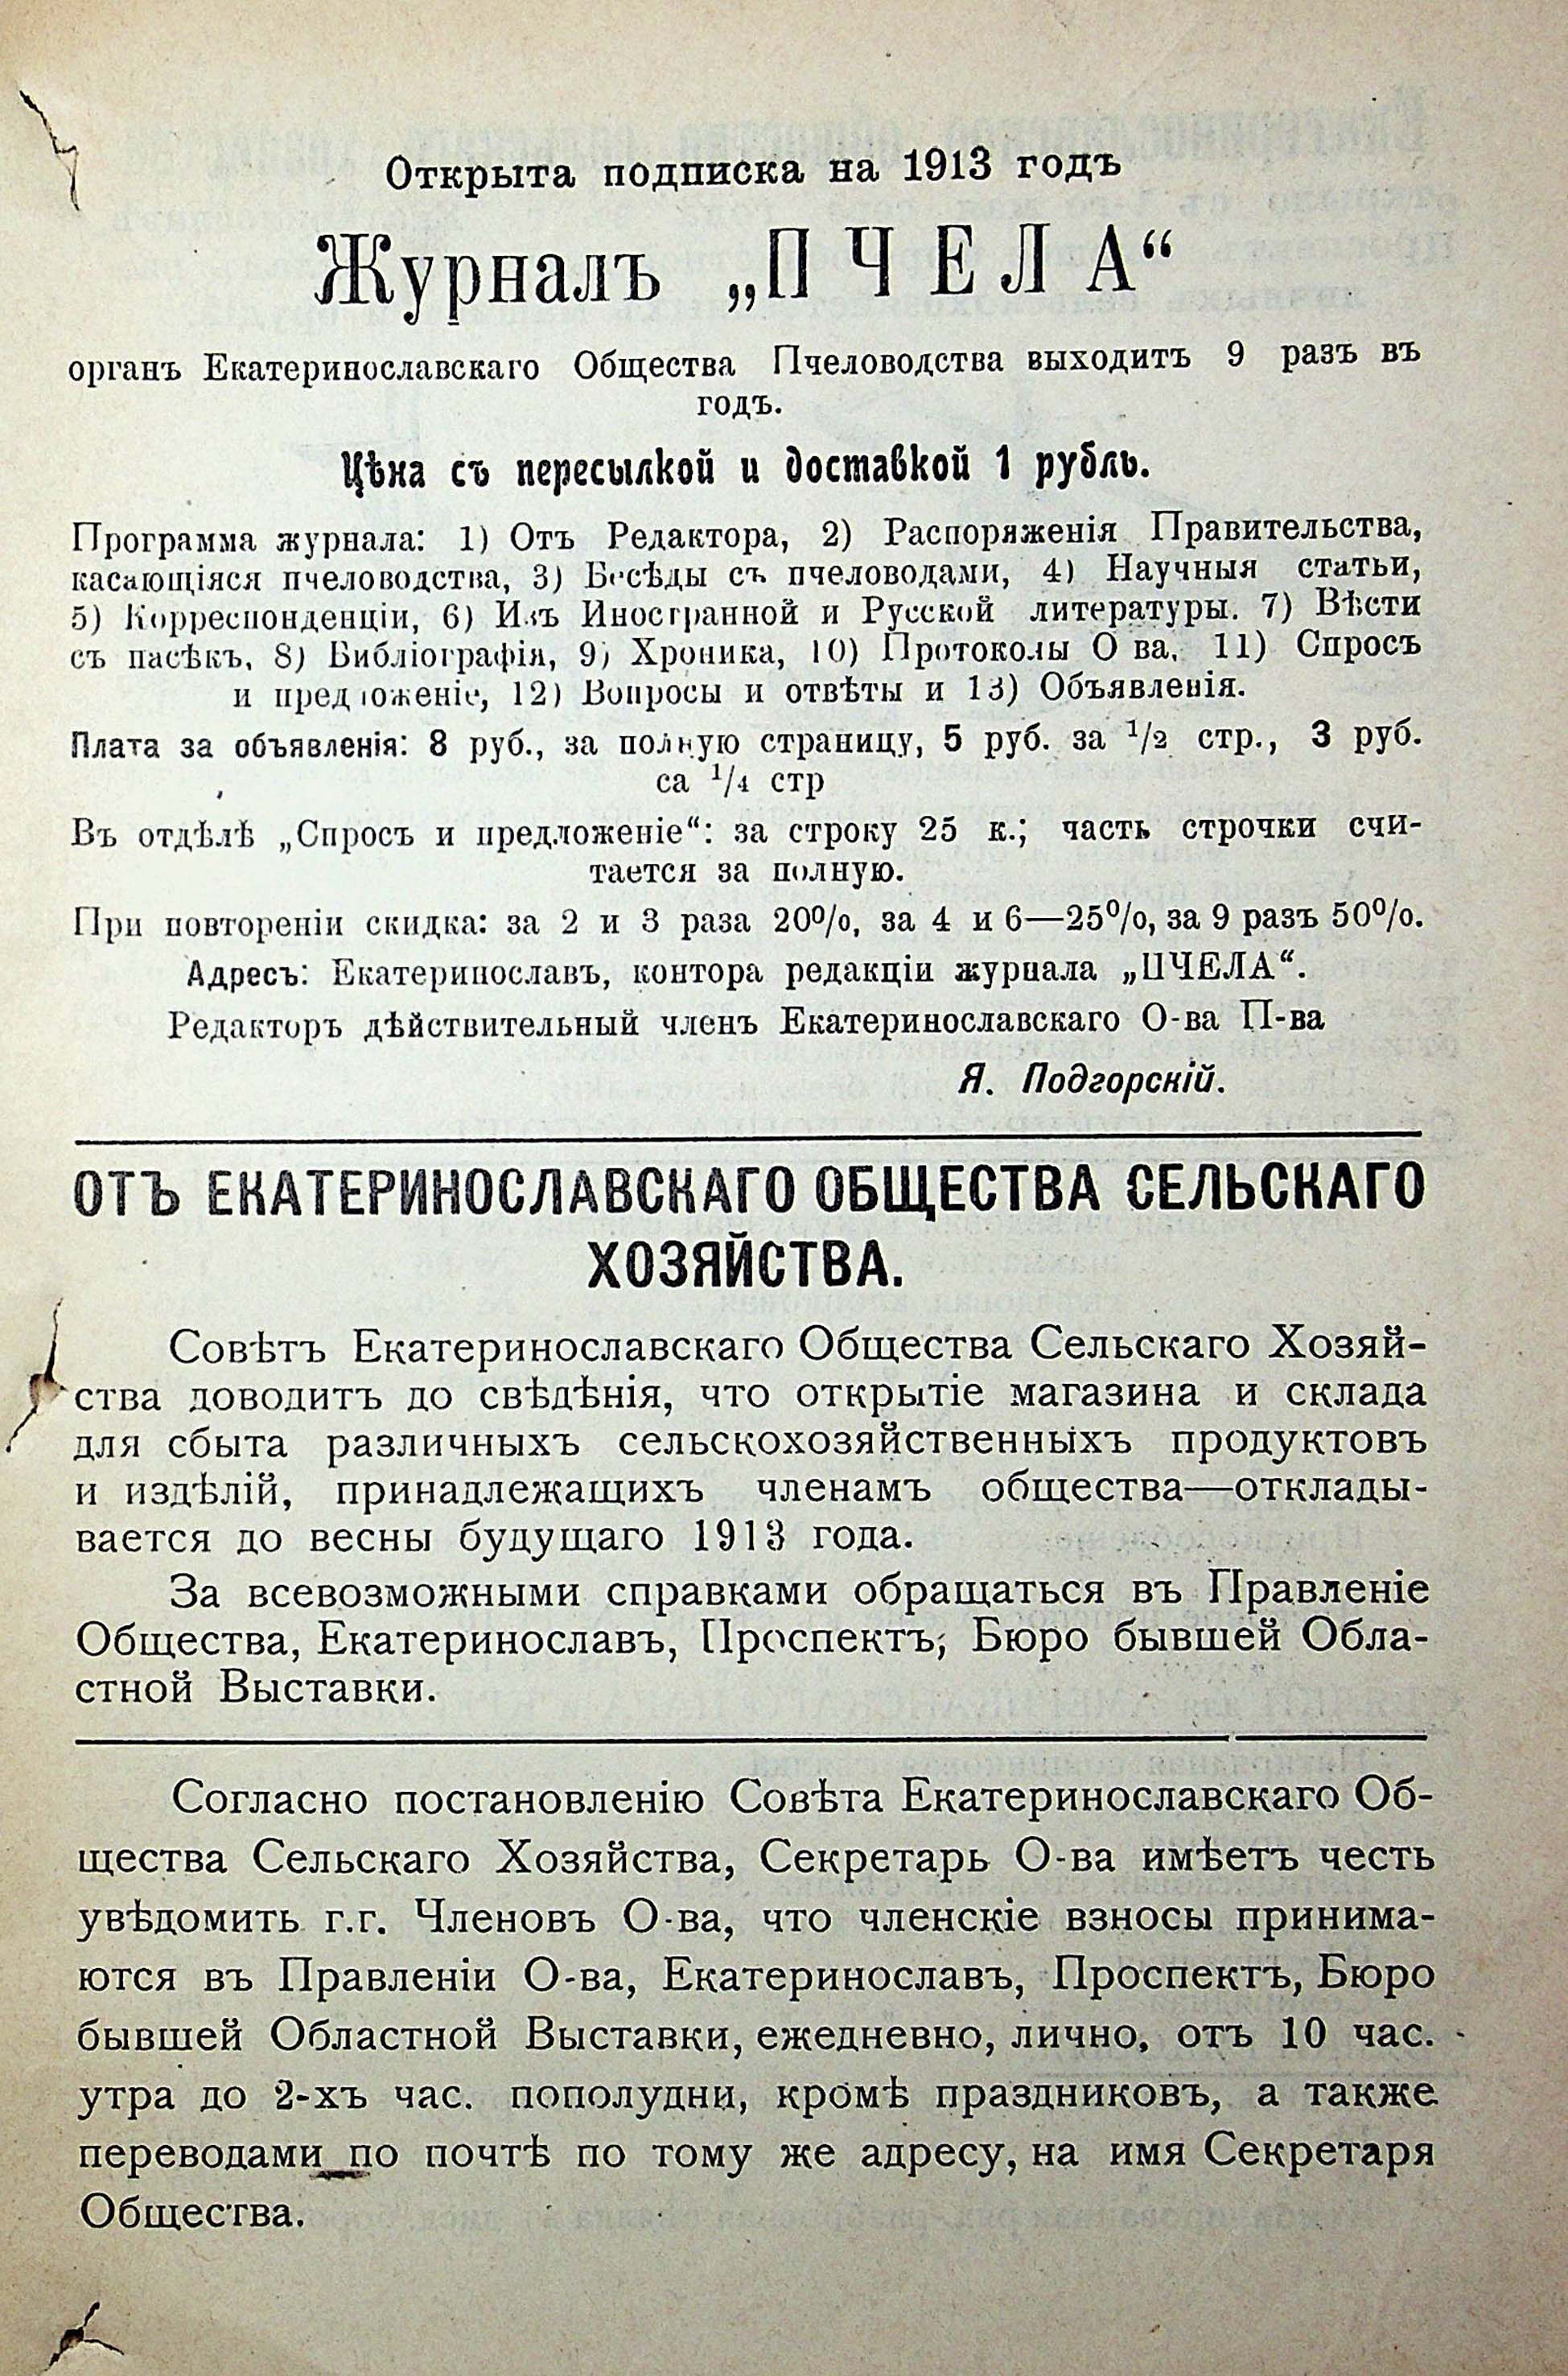 Открыта подписка на 1913 годъ
Журналъ „ПЧЕЛА“
органъ Екатеринославскаго Общества Пчеловодства выходитъ 9 разъ въ
годъ.
Цѣна съ пересылкой и доставкой 1 рубль.
Программа журнала: 1) Отъ Редактора, 2) Распоряженія Правительства,
касающіяся пчеловодства, 3) Бесѣды съ пчеловодами, 4) Научныя статьи,
5) Корреспонденціи, 6) Изъ Иностранной и Русской литературы. 7) Вѣсти
съ пасѣкъ, 8) Библіографія, 9) Хроника, 10) Протоколы О ва, 11) Спросъ
и предложеніе, 12) Вопросы и отвѣты и 13) Объявленія.
Плата за объявленія: 8 руб., за полную страницу, 5 руб. за 1/2 стр., 3 руб.
са 1/4 стр
Въ отдѣлѣ „Спросъ и предложеніе“: за строку 25 к.; часть строчки счи-
тается за полную.
При повтореніи скидка: за 2 и 3 раза 20%, за 4 и 6—25%, за 9 разъ 50%.
Адресъ: Екатеринославъ, контора редакціи журнала „ПЧЕЛА“.
Редакторъ дѣйствительный членъ Екатеринославскаго О-ва П-ва
Я. Подгорскій.
ОТЪ ЕКАТЕРИНОСЛАВСКАГО ОБЩЕСТВА СЕЛЬСКАГО
ХОЗЯЙСТВА.
Совѣтъ Екатеринославскаго Общества Сельскаго Хозяй-
ства доводитъ до свѣдѣнія, что открытіе магазина и склада
для сбыта различныхъ сельскохозяйственныхъ продуктовъ
и издѣлій, принадлежащихъ членамъ общества—отклады-
вается до весны будущаго 1913 года.
За всевозможными справками обращаться въ Правленіе
Общества, Екатеринославъ, Проспектъ, Бюро бывшей Обла-
стной Выставки.
Согласно постановленію Совѣта Екатеринославскаго Об-
щества Сельскаго Хозяйства, Секретарь О-ва имѣетъ честь
увѣдомить г.г. Членовъ О-ва, что членскіе взносы принима-
ются въ Правленіи О-ва, Екатеринославъ, Проспектъ, Бюро
бывшей Областной Выставки, ежедневно, лично, отъ 10 час.
утра до 2-хъ час. пополудни, кромѣ праздниковъ, а также
переводами по почтѣ по тому же адресу, на имя Секретаря
Общества.